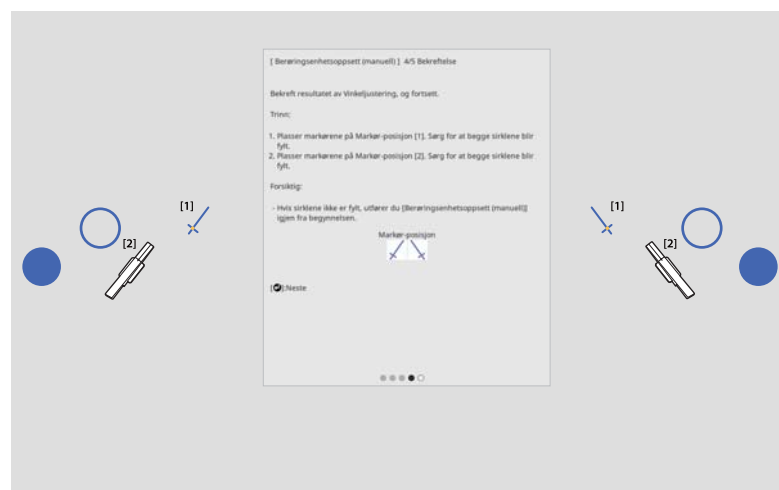 [ Berøringsenhetsoppsett (manuell) ] 4/5 Bekreftelse
Bekreft resultatet av Vinkeljustering, og fortsett.
Trinn:
1. Plasser markørene på Markør-posisjon [1]. Sørg for at begge sirklene blir
fylt.
2. Plasser markørene på Markør-posisjon [2]. Sørg for at begge sirklene blir
fylt.
Forsiktig:
- Hvis sirklene ikke er fylt, utfører du [Berøringsenhetsoppsett (manuell)]
igjen fra begynnelsen.
Markør-posisjon
[ ]:Neste
[1]
[2]
[1]
[2]